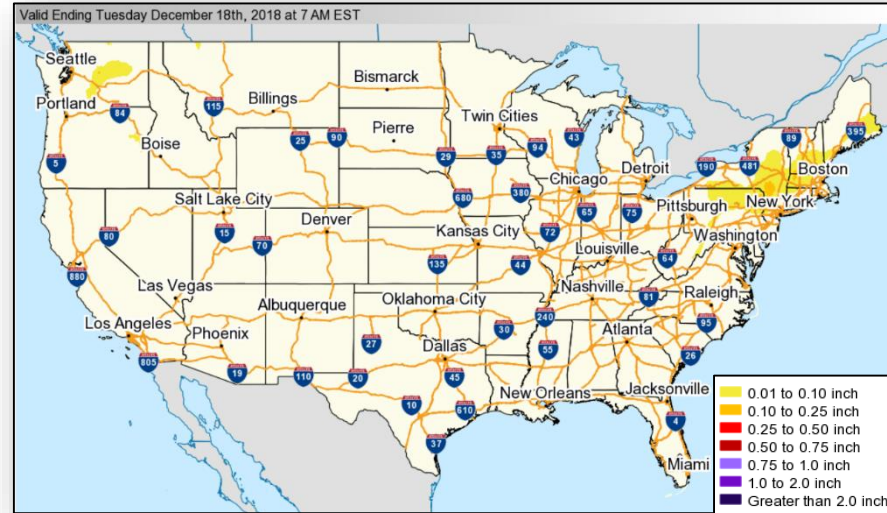 Valid Ending Tuesday December 18th, 2018 at 7 AM EST
Seattle
Portland
84
5
Boise
115
Billings
25
90
Bismarck
Pierre
29
Twin Cities
35
94
43
Detroit
Chicago
190
481
89
395
Boston
New York
Pittsburgh
Washington
Salt Lake City
80
15
70
Denver
680
380
65
75
72
Kansas City
135
44
Louisville
64
880
Las Vegas
Los Angeles
805
Phoenix
19
Albuquerque
110
27
20
Oklahoma City
30
Dallas
45
10
610
37
240
Nashville
81
Raleigh
95
26
Atlanta
55
New Orleans
Jacksonville
4
Miami
0.01 to 0.10 inch
0.10 to 0.25 inch
0.25 to 0.50 inch
0.50 to 0.75 inch
0.75 to 1.0 inch
1.0 to 2.0 inch
Greater than 2.0 inch